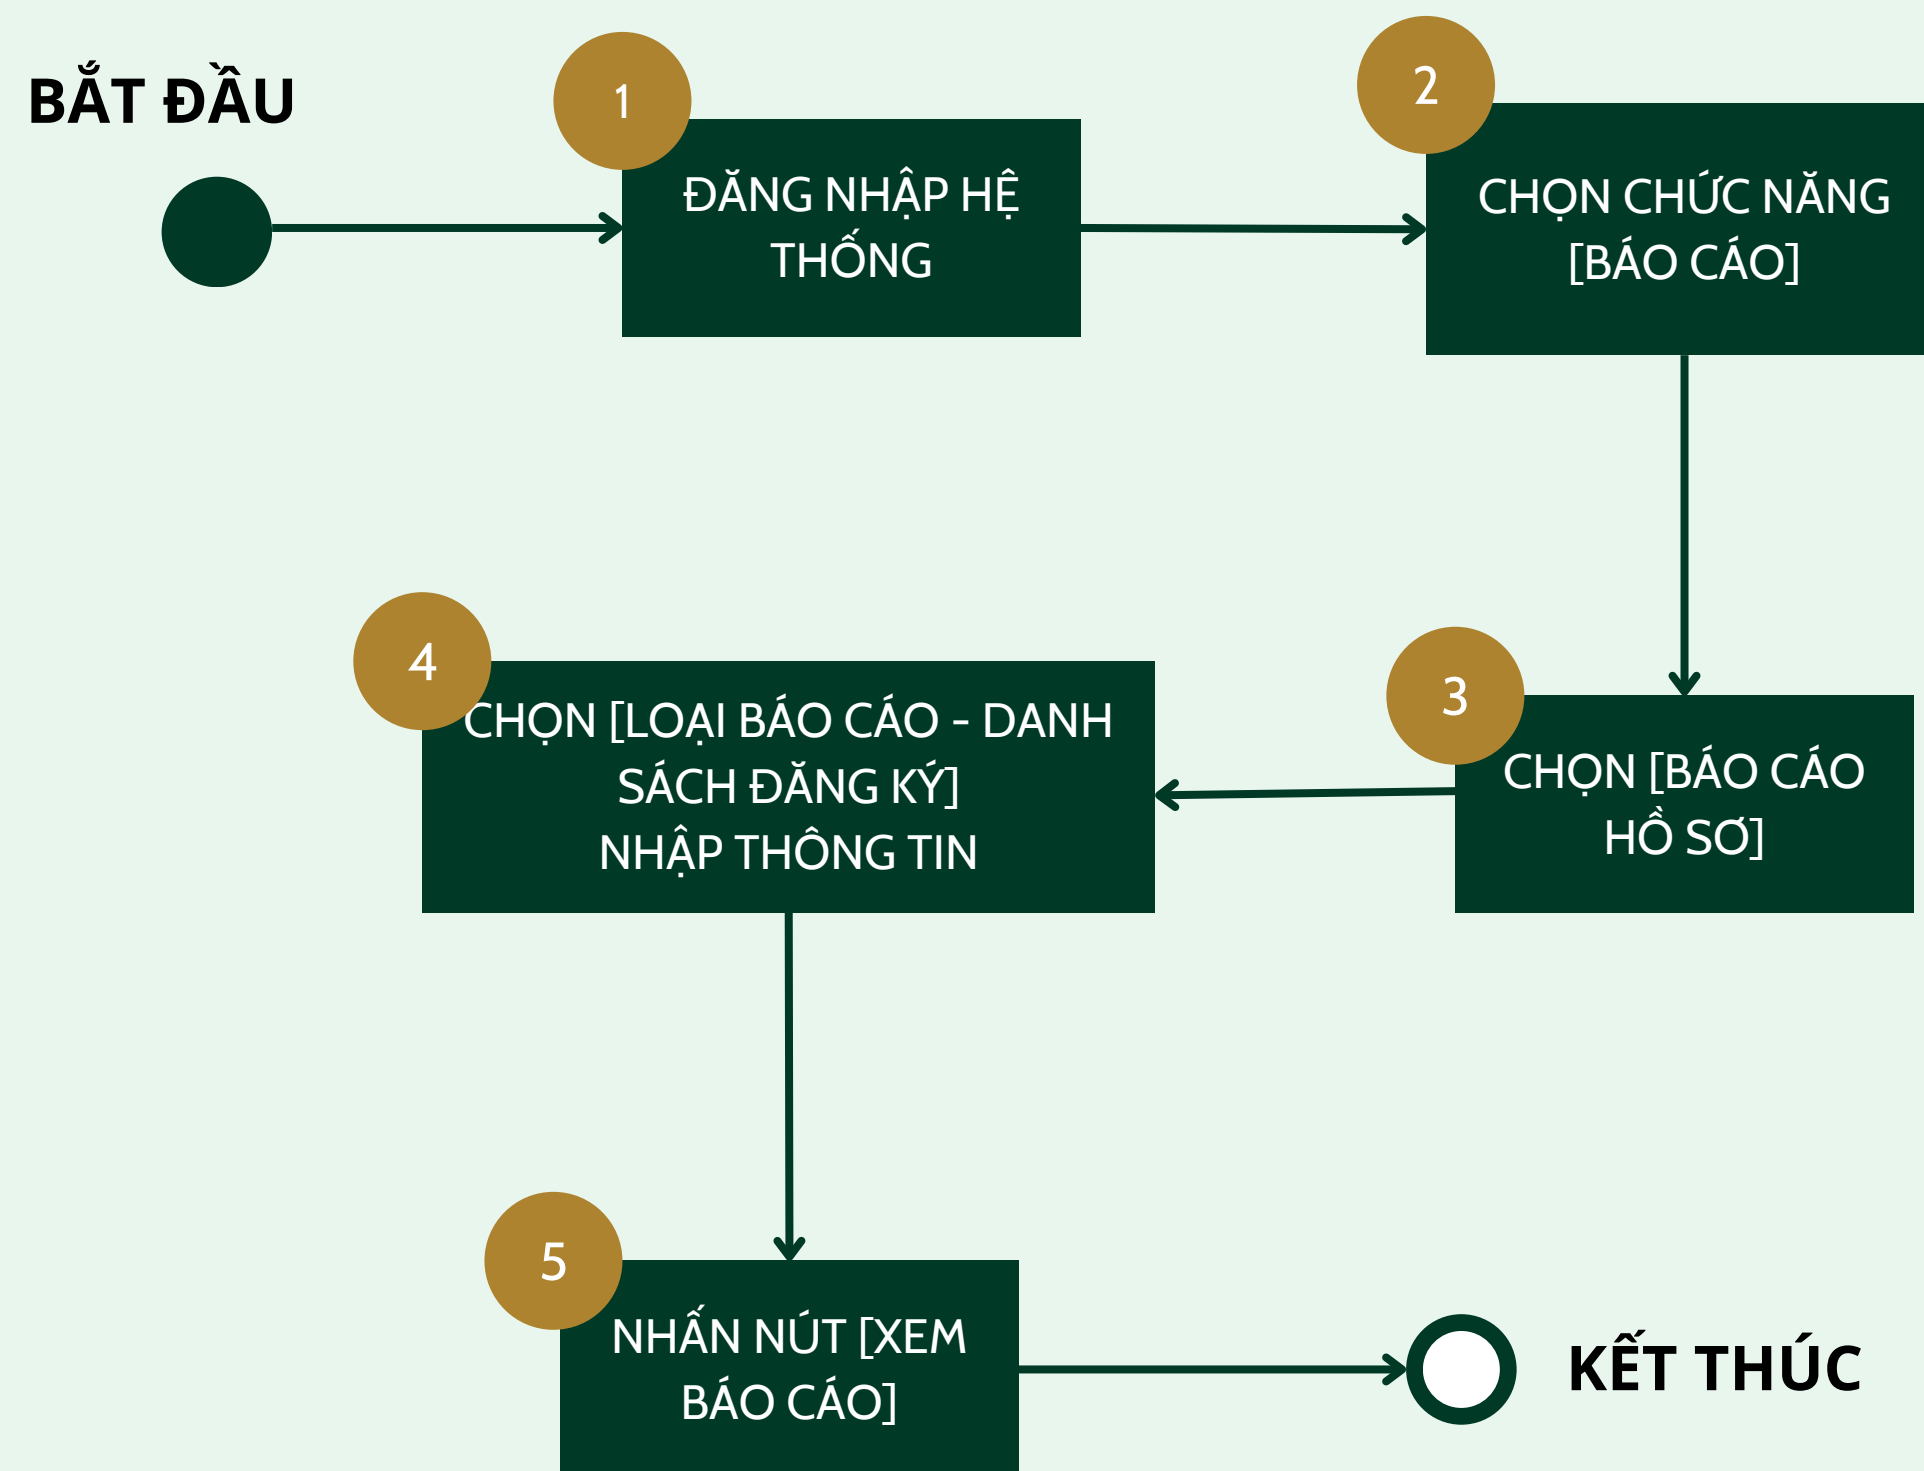 BẮT ĐẦU
1
ĐĂNG NHẬP HỆ
THỐNG
2
CHỌN CHỨC NĂNG
[BÁO CÁO]
3
CHỌN [BÁO CÁO
HỒ SƠ]
4
CHỌN [LOẠI BÁO CÁO - DANH
SÁCH ĐĂNG KÝ]
NHẬP THÔNG TIN
5
NHẤN NÚT [XEM
BÁO CÁO]
KẾT THÚC